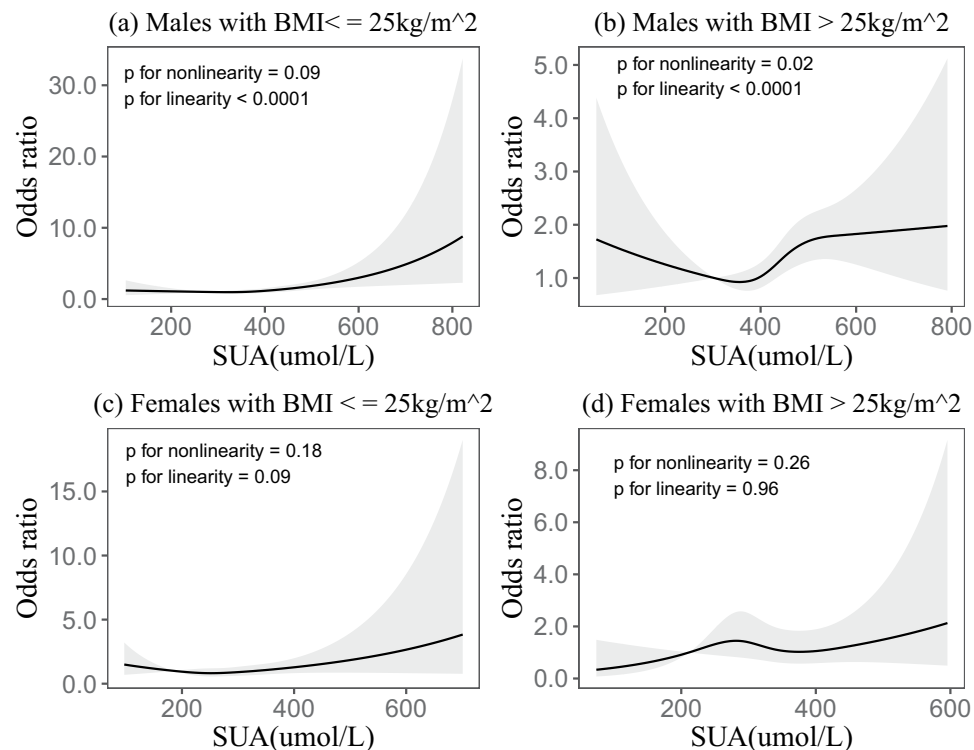 (a) Males with BMI< = 25kg/m^2
p for nonlinearity = 0.09
p for linearity < 0.0001
Odds ratio
30.0
20.0
10.0
0.0
200
400
600
800
SUA(umol/L)
(b) Males with BMI > 25kg/m^2
p for nonlinearity = 0.02
p for linearity < 0.0001
Odds ratio
5.0
4.0
3.0
2.0
1.0
200
400
600
800
SUA(umol/L)
(c) Females with BMI < = 25kg/m^2
p for nonlinearity = 0.18
p for linearity = 0.09
Odds ratio
15.0
10.0
5.0
0.0
200
400
600
SUA(umol/L)
(d) Females with BMI > 25kg/m^2
p for nonlinearity = 0.26
p for linearity = 0.96
Odds ratio
8.0
6.0
4.0
2.0
0.0
200
400
600
SUA(umol/L)